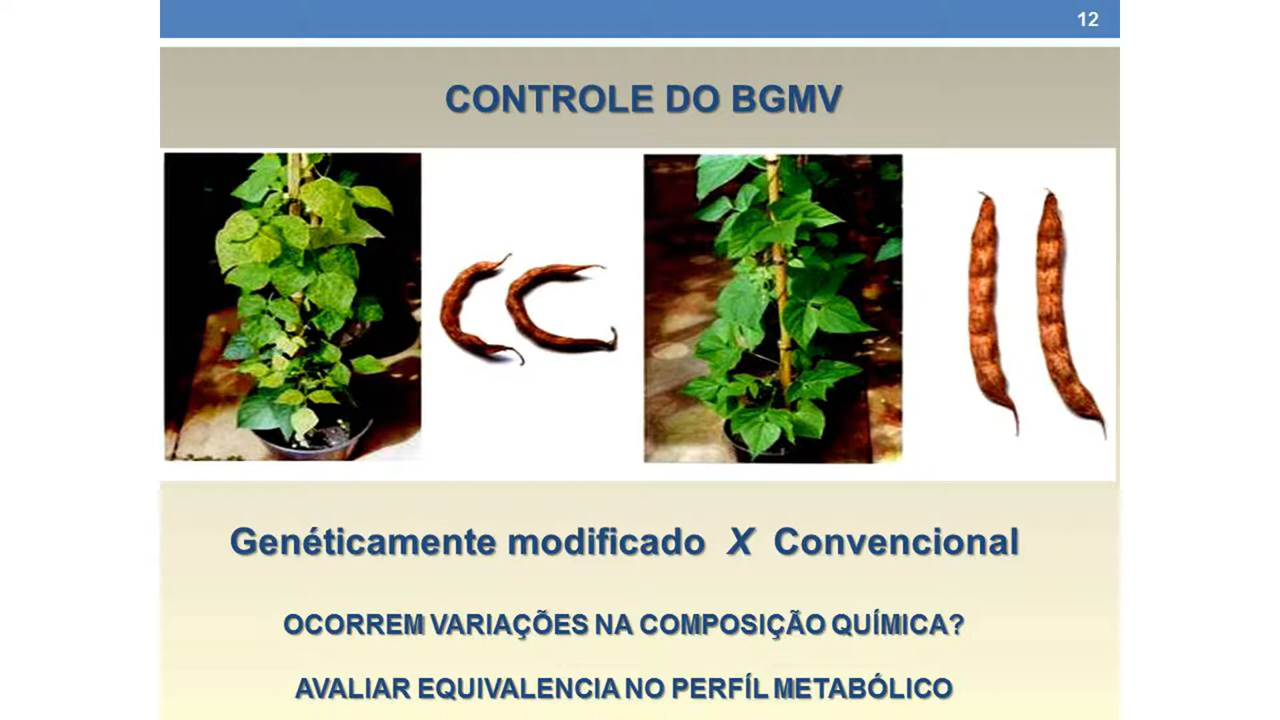 12
CONTROLE DO BGMV
Genéticamente modificado X Convencional
OCORREM VARIAÇÕES NA COMPOSIÇÃO QUÍMICA?
AVALIAR EQUIVALENCIA NO PERFÍL METABÓLICO